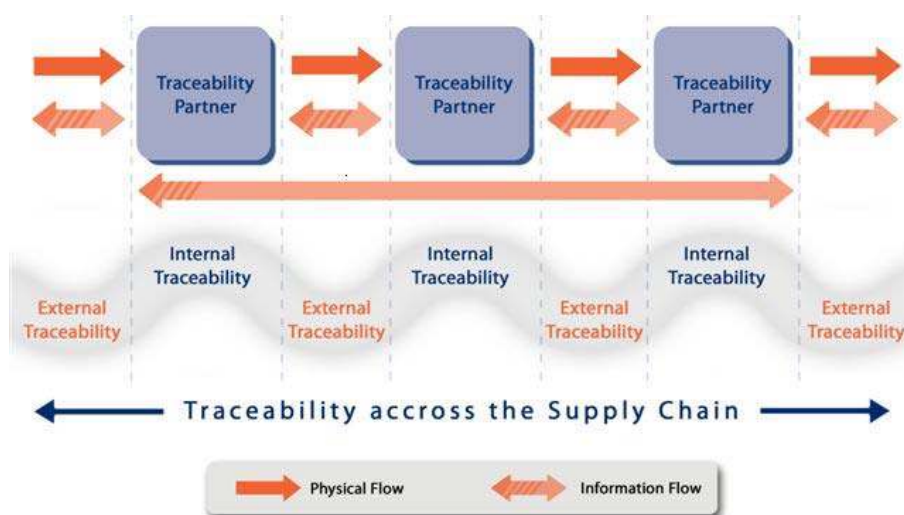 Traceability
Partner
Traceability
Partner
Traceability
Partner
Internal
Traceability
Internal
Traceability
Internal
Traceability
External
Traceability
External
Traceability
External
Traceability
External
Traceability
Traceability accross the Supply Chain
Physical Flow
Information Flow